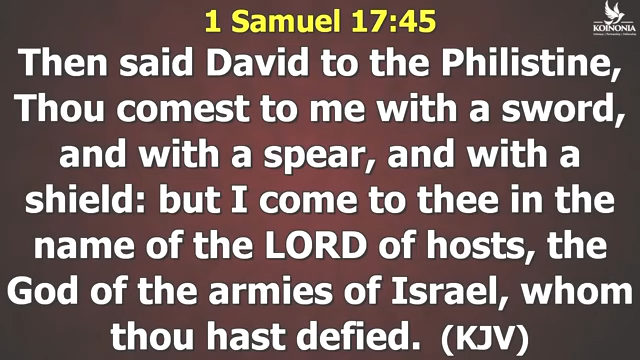 1 Samuel 17:45
KOINONIA
Then said David to the Philistine,
Thou comest to me with a sword,
and with a spear, and with a
shield: but I come to thee in the
name of the LORD of hosts, the
God of the armies of Israel, whom
thou hast defied. (KJV)